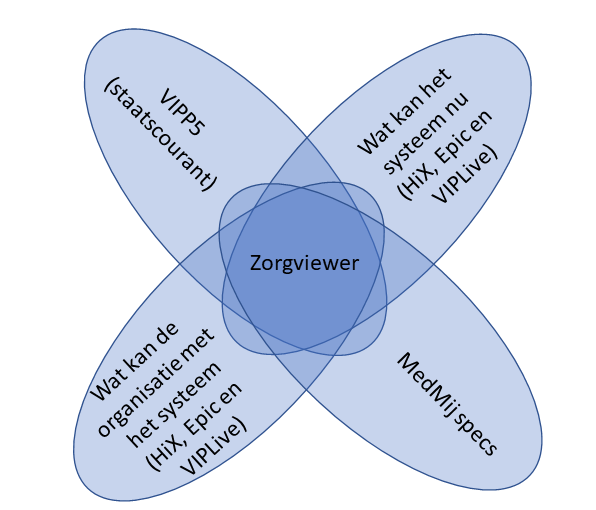 VIPP5
(staatscourant)
Wat kan het
systeem nu
(HiX, Epic en
VIPLive)
Zorgviewer
Wat kan de
organisatie met
het systeem
(HiX, Epic en
VIPLive)
MedMIj specs